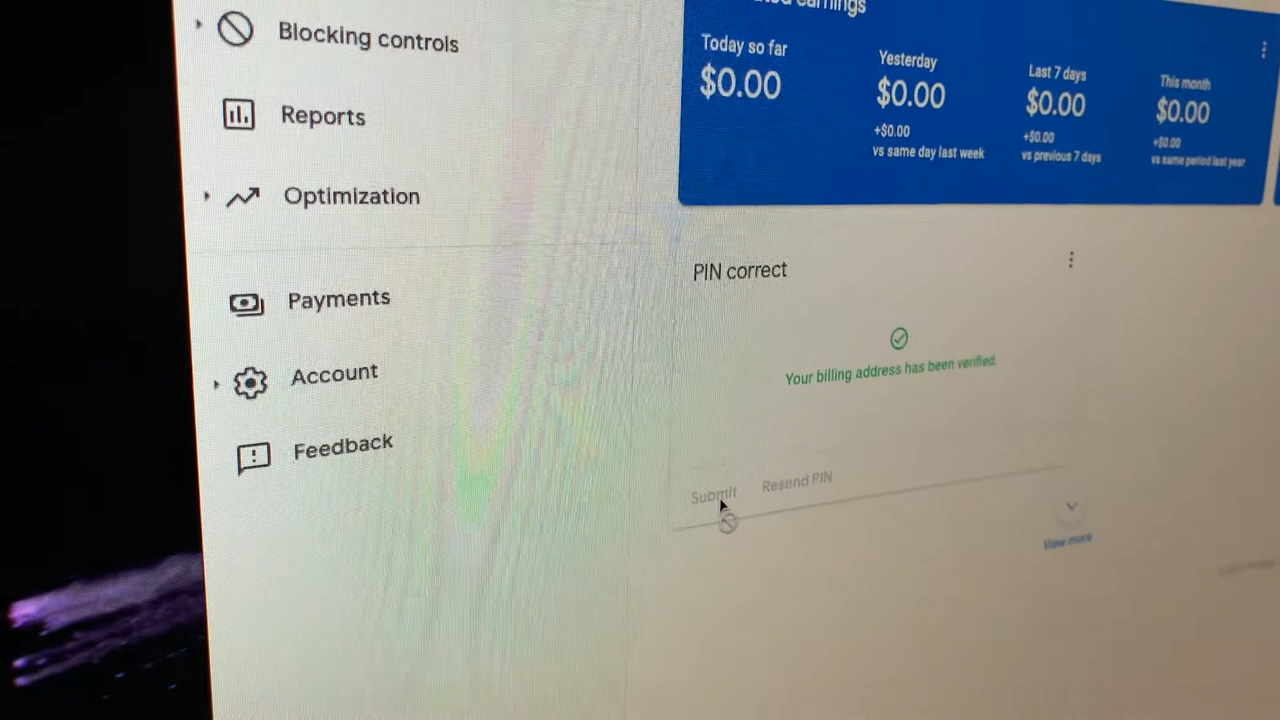 Blocking controls
Reports
Optimization
Payments
Account
Feedback
earnings
Today so far
$0.00
Yesterday
$0.00
+$0.00
vs same day last week
Last 7 days
$0.00
+$0.00
vs previous 7 days
This month
$0.00
+$0.00
vs same period last year
PIN correct
Your billing address has been verified.
Submit
Resend PIN
View more